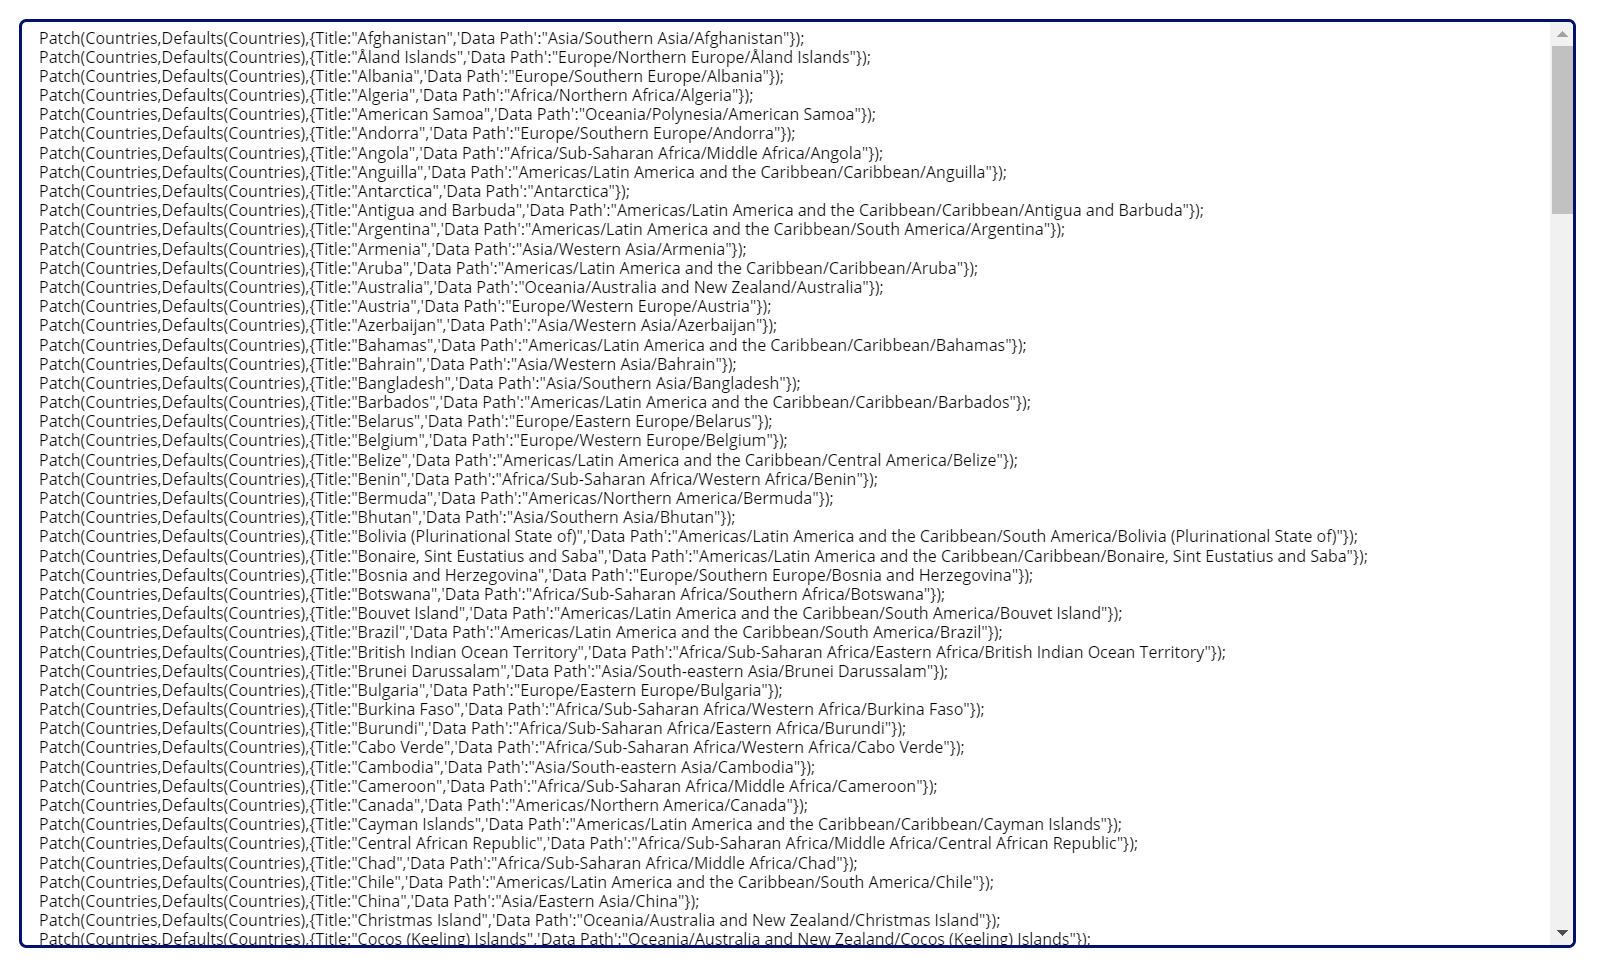 Patch(Countries,Defaults(Countries),{Title:"Afghanistan",'Data Path':"Asia/Southern Asia/Afghanistan"});
Patch(Countries,Defaults(Countries),{Title:"Åland Islands",'Data Path':"Europe/Northern Europe/Åland Islands"});
Patch(Countries,Defaults(Countries),{Title:"Albania",'Data Path':"Europe/Southern Europe/Albania"});
Patch(Countries,Defaults(Countries),{Title:"Algeria",'Data Path':"Africa/Northern Africa/Algeria"});
Patch(Countries,Defaults(Countries),{Title:"American Samoa",'Data Path':"Oceania/Polynesia/American Samoa"});
Patch(Countries,Defaults(Countries),{Title:"Andorra",'Data Path':"Europe/Southern Europe/Andorra"});
Patch(Countries,Defaults(Countries),{Title:"Angola",'Data Path':"Africa/Sub-Saharan Africa/Middle Africa/Angola"});
Patch(Countries,Defaults(Countries),{Title:"Anguilla",'Data Path':"Americas/Latin America and the Caribbean/Caribbean/Anguilla"});
Patch(Countries,Defaults(Countries),{Title:"Antarctica",'Data Path':"Antarctica"});
Patch(Countries,Defaults(Countries),{Title:"Antigua and Barbuda",'Data Path':"Americas/Latin America and the Caribbean/Caribbean/Antigua and Barbuda"});
Patch(Countries,Defaults(Countries),{Title:"Argentina",'Data Path':"Americas/Latin America and the Caribbean/South America/Argentina"});
Patch(Countries,Defaults(Countries),{Title:"Armenia",'Data Path':"Asia/Western Asia/Armenia"});
Patch(Countries,Defaults(Countries),{Title:"Aruba",'Data Path':"Americas/Latin America and the Caribbean/Caribbean/Aruba"});
Patch(Countries,Defaults(Countries),{Title:"Australia",'Data Path':"Oceania/Australia and New Zealand/Australia"});
Patch(Countries,Defaults(Countries),{Title:"Austria",'Data Path':"Europe/Western Europe/Austria"});
Patch(Countries,Defaults(Countries),{Title:"Azerbaijan",'Data Path':"Asia/Western Asia/Azerbaijan"});
Patch(Countries,Defaults(Countries),{Title:"Bahamas",'Data Path':"Americas/Latin America and the Caribbean/Caribbean/Bahamas"});
Patch(Countries,Defaults(Countries),{Title:"Bahrain",'Data Path':"Asia/Western Asia/Bahrain"});
Patch(Countries,Defaults(Countries),{Title:"Bangladesh",'Data Path':"Asia/Southern Asia/Bangladesh"});
Patch(Countries,Defaults(Countries),{Title:"Barbados",'Data Path':"Americas/Latin America and the Caribbean/Caribbean/Barbados"});
Patch(Countries,Defaults(Countries),{Title:"Belarus",'Data Path':"Europe/Eastern Europe/Belarus"});
Patch(Countries,Defaults(Countries),{Title:"Belgium",'Data Path':"Europe/Western Europe/Belgium"});
Patch(Countries,Defaults(Countries),{Title:"Belize",'Data Path':"Americas/Latin America and the Caribbean/Central America/Belize"});
Patch(Countries,Defaults(Countries),{Title:"Benin",'Data Path':"Africa/Sub-Saharan Africa/Western Africa/Benin"});
Patch(Countries,Defaults(Countries),{Title:"Bermuda",'Data Path':"Americas/Northern America/Bermuda"});
Patch(Countries,Defaults(Countries),{Title:"Bhutan",'Data Path':"Asia/Southern Asia/Bhutan"});
Patch(Countries,Defaults(Countries),{Title:"Bolivia (Plurinational State of)",'Data Path':"Americas/Latin America and the Caribbean/South America/Bolivia (Plurinational State of)"});
Patch(Countries,Defaults(Countries),{Title:"Bonaire, Sint Eustatius and Saba",'Data Path':"Americas/Latin America and the Caribbean/Caribbean/Bonaire, Sint Eustatius and Saba"});
Patch(Countries,Defaults(Countries),{Title:"Bosnia and Herzegovina",'Data Path':"Europe/Southern Europe/Bosnia and Herzegovina"});
Patch(Countries,Defaults(Countries),{Title:"Botswana",'Data Path':"Africa/Sub-Saharan Africa/Southern Africa/Botswana"});
Patch(Countries,Defaults(Countries),{Title:"Bouvet Island",'Data Path':"Americas/Latin America and the Caribbean/South America/Bouvet Island"});
Patch(Countries,Defaults(Countries),{Title:"Brazil",'Data Path':"Americas/Latin America and the Caribbean/South America/Brazil"});
Patch(Countries,Defaults(Countries),{Title:"British Indian Ocean Territory",'Data Path':"Africa/Sub-Saharan Africa/Eastern Africa/British Indian Ocean Territory"});
Patch(Countries,Defaults(Countries),{Title:"Brunei Darussalam",'Data Path':"Asia/South-eastern Asia/Brunei Darussalam"});
Patch(Countries,Defaults(Countries),{Title:"Bulgaria",'Data Path':"Europe/Eastern Europe/Bulgaria"});
Patch(Countries,Defaults(Countries),{Title:"Burkina Faso",'Data Path':"Africa/Sub-Saharan Africa/Western Africa/Burkina Faso"});
Patch(Countries,Defaults(Countries),{Title:"Burundi",'Data Path':"Africa/Sub-Saharan Africa/Eastern Africa/Burundi"});
Patch(Countries,Defaults(Countries),{Title:"Cabo Verde",'Data Path':"Africa/Sub-Saharan Africa/Western Africa/Cabo Verde"});
Patch(Countries,Defaults(Countries),{Title:"Cambodia",'Data Path':"Asia/South-eastern Asia/Cambodia"});
Patch(Countries,Defaults(Countries),{Title:"Cameroon",'Data Path':"Africa/Sub-Saharan Africa/Middle Africa/Cameroon"});
Patch(Countries,Defaults(Countries),{Title:"Canada",'Data Path':"Americas/Northern America/Canada"});
Patch(Countries,Defaults(Countries),{Title:"Cayman Islands",'Data Path':"Americas/Latin America and the Caribbean/Caribbean/Cayman Islands"});
Patch(Countries,Defaults(Countries),{Title:"Central African Republic",'Data Path':"Africa/Sub-Saharan Africa/Middle Africa/Central African Republic"});
Patch(Countries,Defaults(Countries),{Title:"Chad",'Data Path':"Africa/Sub-Saharan Africa/Middle Africa/Chad"});
Patch(Countries,Defaults(Countries),{Title:"Chile",'Data Path':"Americas/Latin America and the Caribbean/South America/Chile"});
Patch(Countries,Defaults(Countries),{Title:"China",'Data Path':"Asia/Eastern Asia/China"});
Patch(Countries,Defaults(Countries),{Title:"Christmas Island",'Data Path':"Oceania/Australia and New Zealand/Christmas Island"});
Patch(Countries,Defaults(Countries),{Title:"Cocos (Keeling) Islands",'Data Path':"Oceania/Australia and New Zealand/Cocos (Keeling) Islands"});